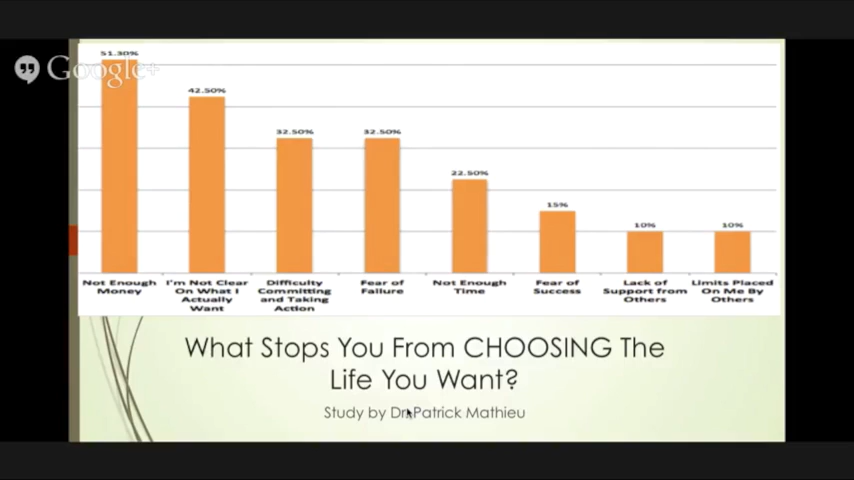 Google+
51.30%
42.50%
32.50%
32.50%
22.50%
15%
10%
10%
Not Enough
Money
I'm Not Clear
On What I
Actually
Want
Difficulty
Committing
and Taking
Action
Fear of
Failure
Not Enough
Time
Fear of
Success
Lack of
Support from
Others
Limits Placed
On Me By
Others
What Stops You From CHOOSING The
Life You Want?
Study by Dr. Patrick Mathieu